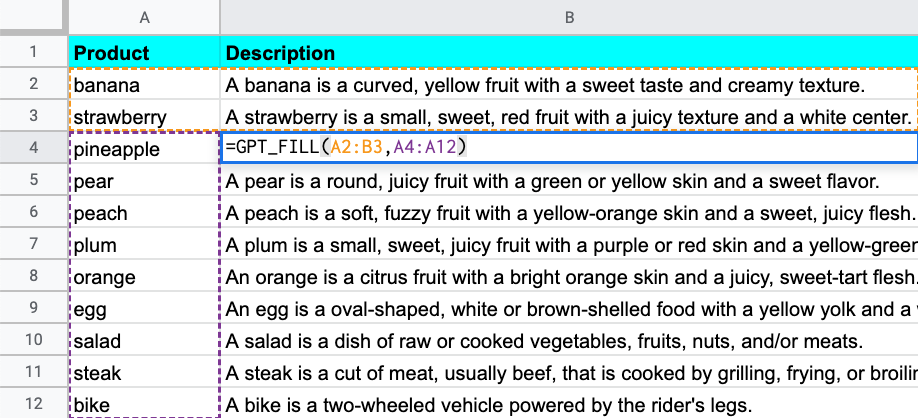 A B
1 Product Description
2 banana A banana is a curved, yellow fruit with a sweet taste and creamy texture.
3 strawberry A strawberry is a small, sweet, red fruit with a juicy texture and a white center.
4 pineapple =GPT_FILL(A2:B3,A4:A12)
5 pear A pear is a round, juicy fruit with a green or yellow skin and a sweet flavor.
6 peach A peach is a soft, fuzzy fruit with a yellow-orange skin and a sweet, juicy flesh.
7 plum A plum is a small, sweet, juicy fruit with a purple or red skin and a yellow-green
8 orange An orange is a citrus fruit with a bright orange skin and a juicy, sweet-tart flesh.
9 egg An egg is a oval-shaped, white or brown-shelled food with a yellow yolk and a
10 salad A salad is a dish of raw or cooked vegetables, fruits, nuts, and/or meats.
11 steak A steak is a cut of meat, usually beef, that is cooked by grilling, frying, or
12 bike A bike is a two-wheeled vehicle powered by the rider's legs.